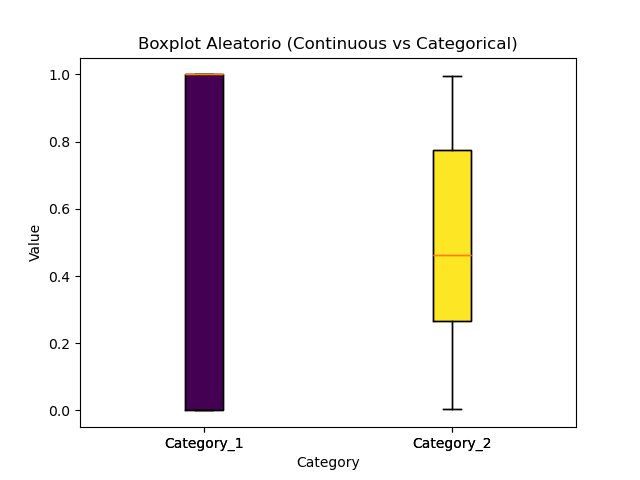 Boxplot Aleatorio (Continuous vs Categorical)
1.0
0.8
0.6
0.4
0.2
0.0
Value
Category_1
Category_2
Category